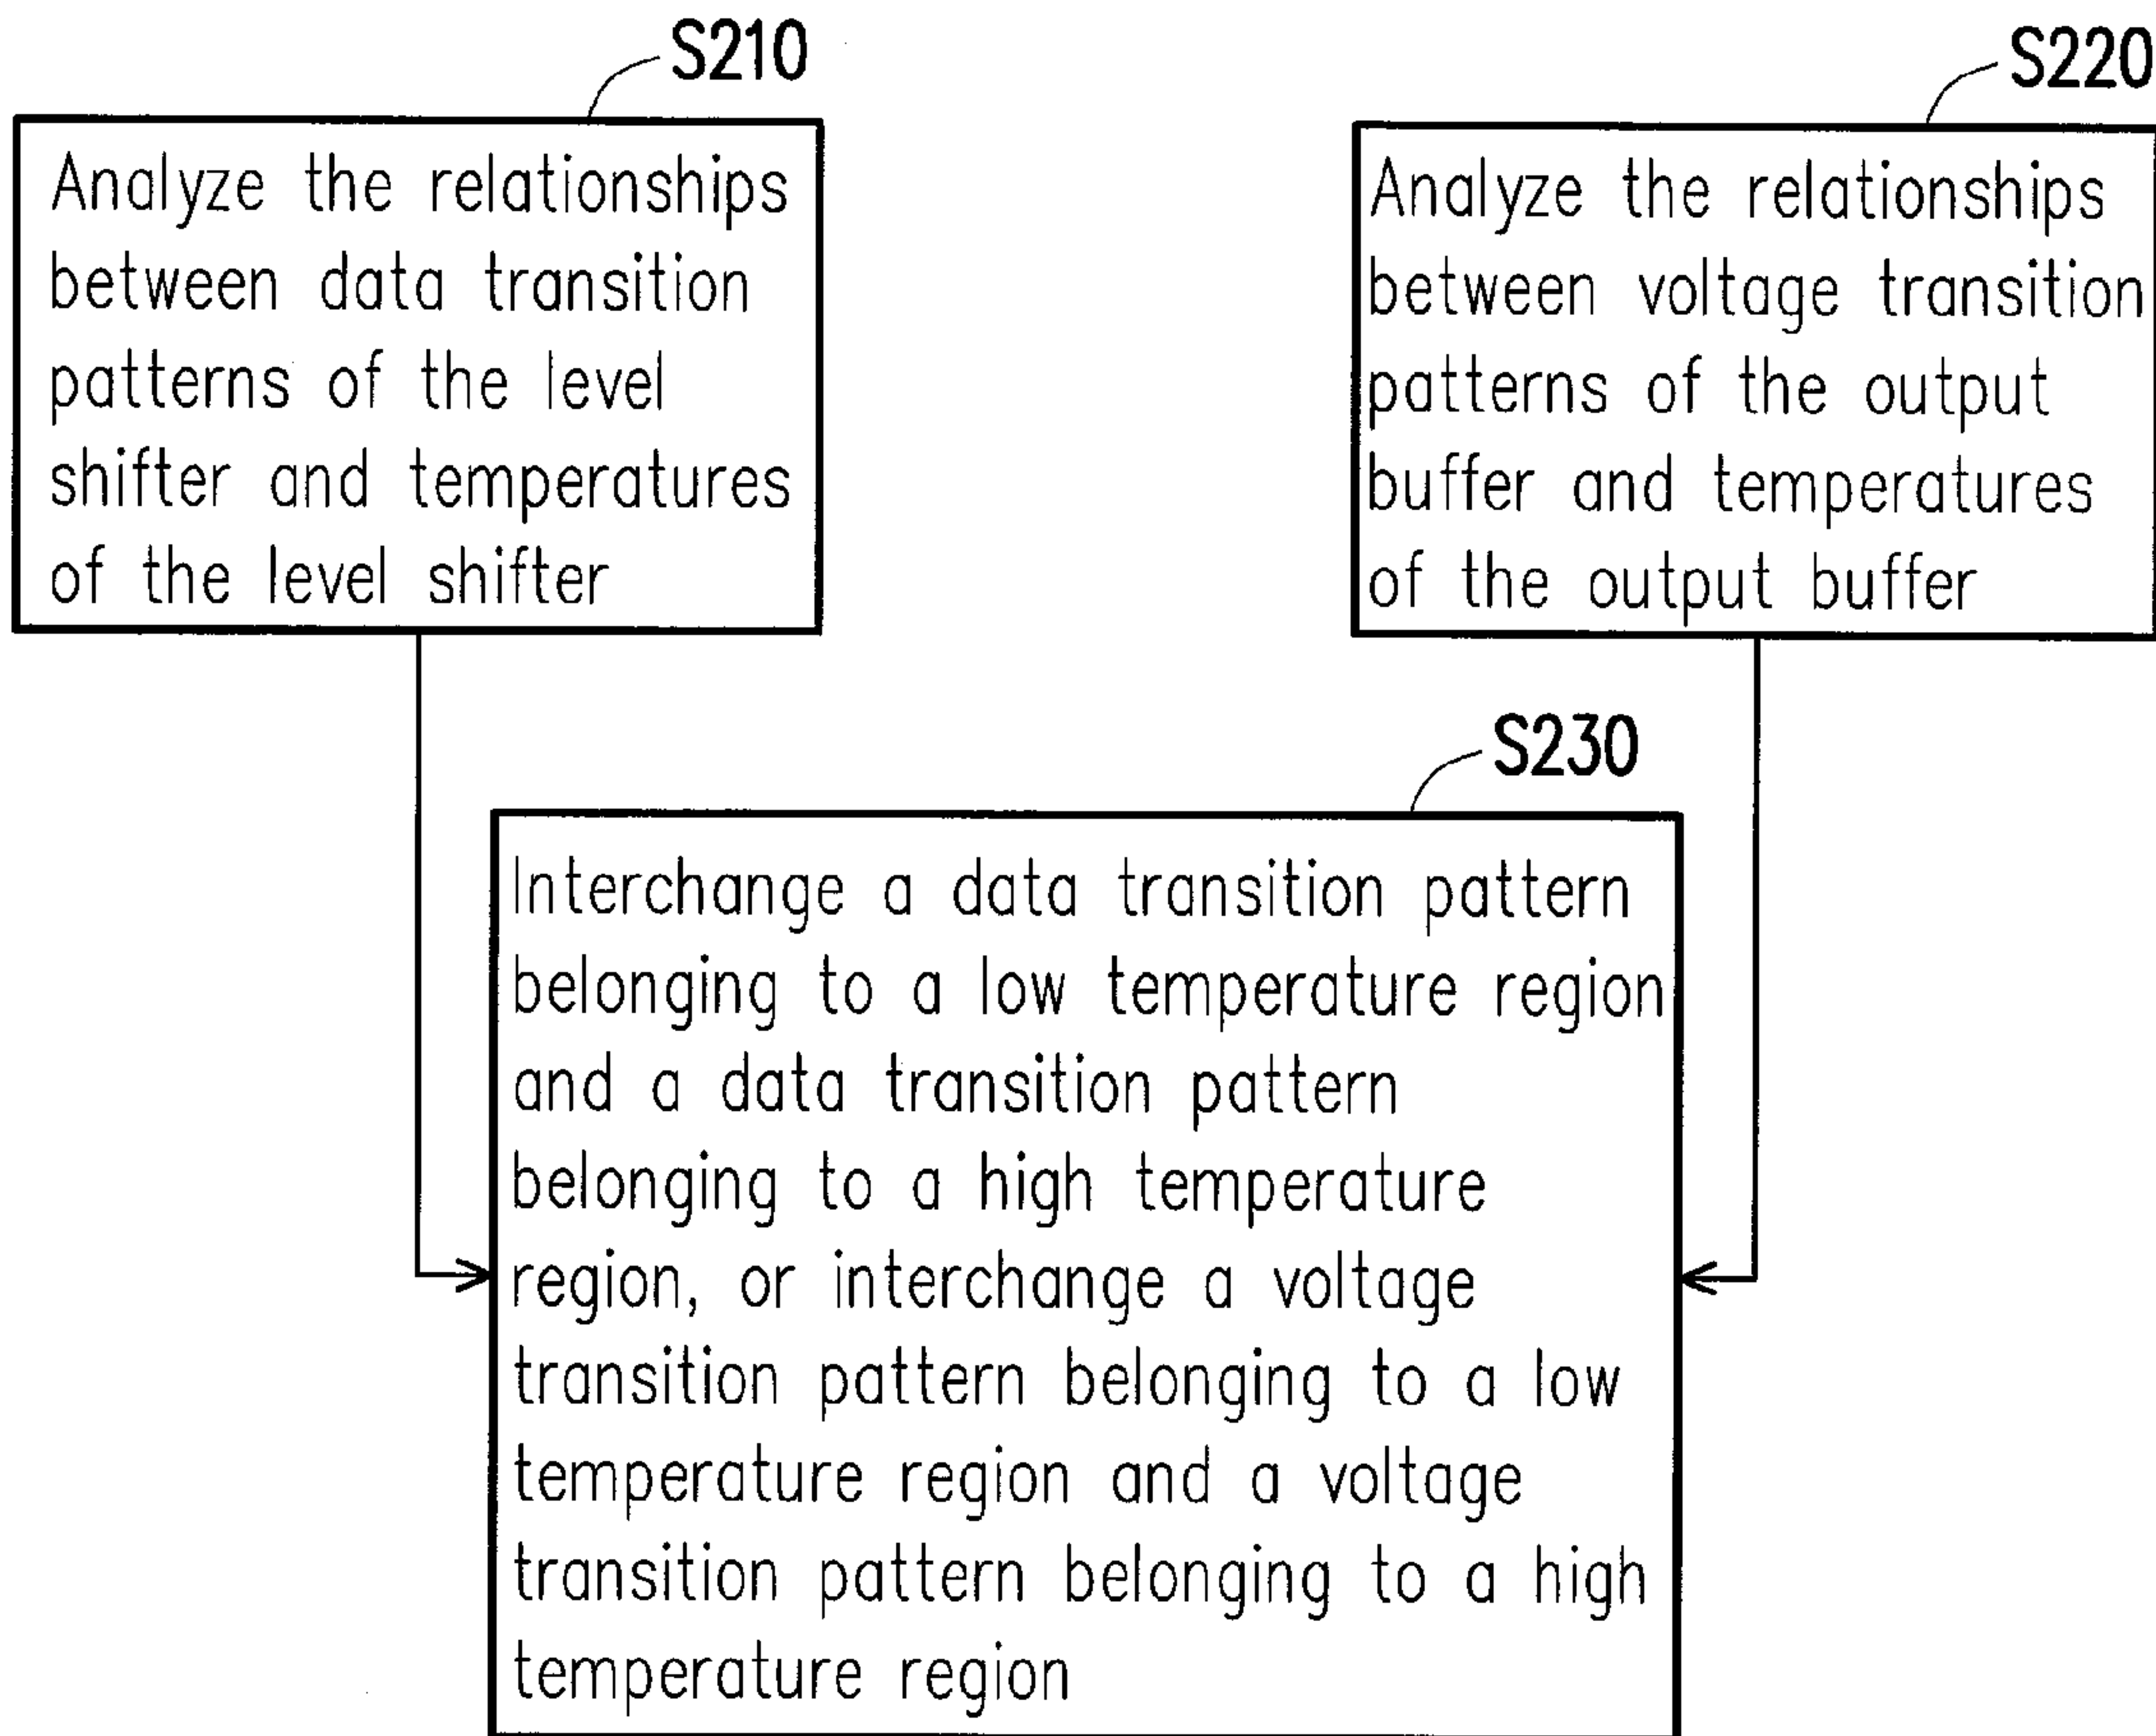 S210
Analyze the relationships
between data transition
patterns of the level
shifter and temperatures
of the level shifter
S220
Analyze the relationships
between voltage transition
patterns of the output
buffer and temperatures
of the output buffer
S230
Interchange a data transition pattern
belonging to a low temperature region
and a data transition pattern
belonging to a high temperature
region, or interchange a voltage
transition pattern belonging to a low
temperature region and a voltage
transition pattern belonging to a high
temperature region